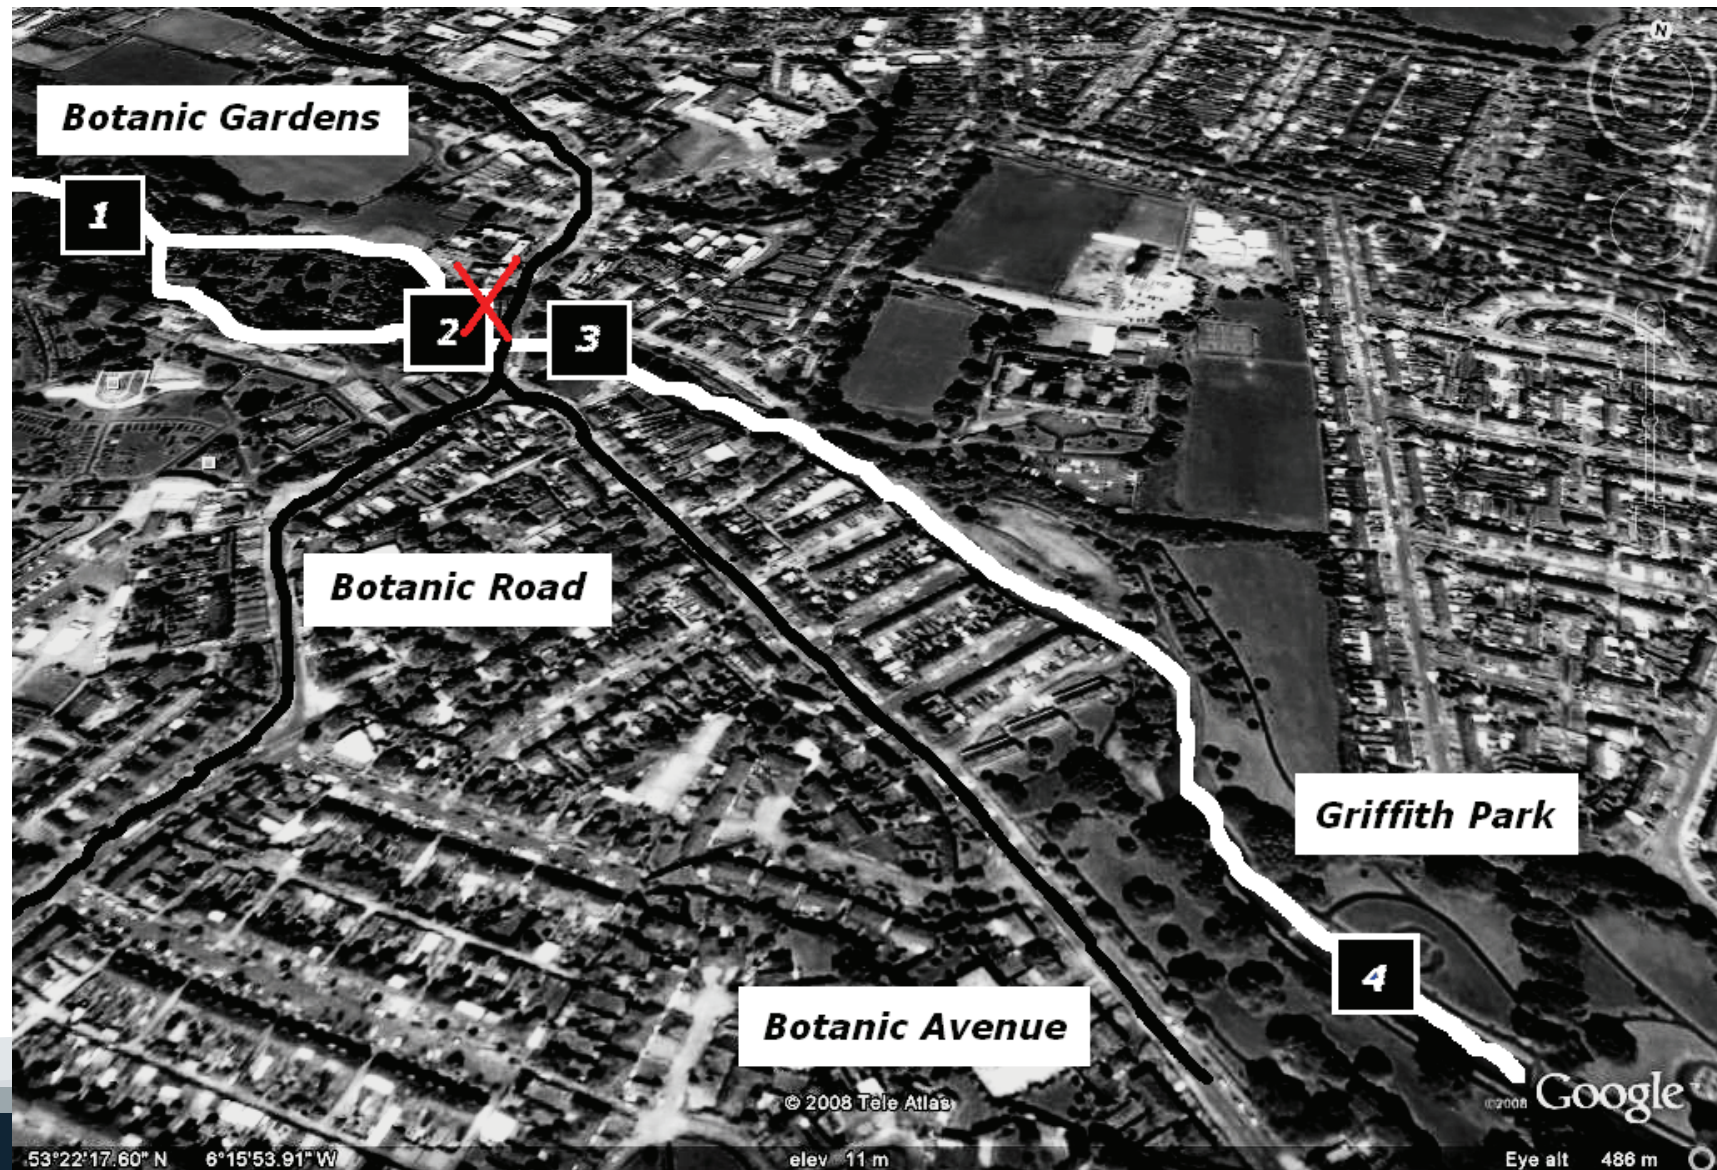 N
Botanic Gardens
1
2
3
Botanic Road
Griffith Park
4
Botanic Avenue
© 2008 Tele Atlas
©2008 Google™
53°22'17.60" N 6°15'53.91" W elev 11 m Eye alt 486 m